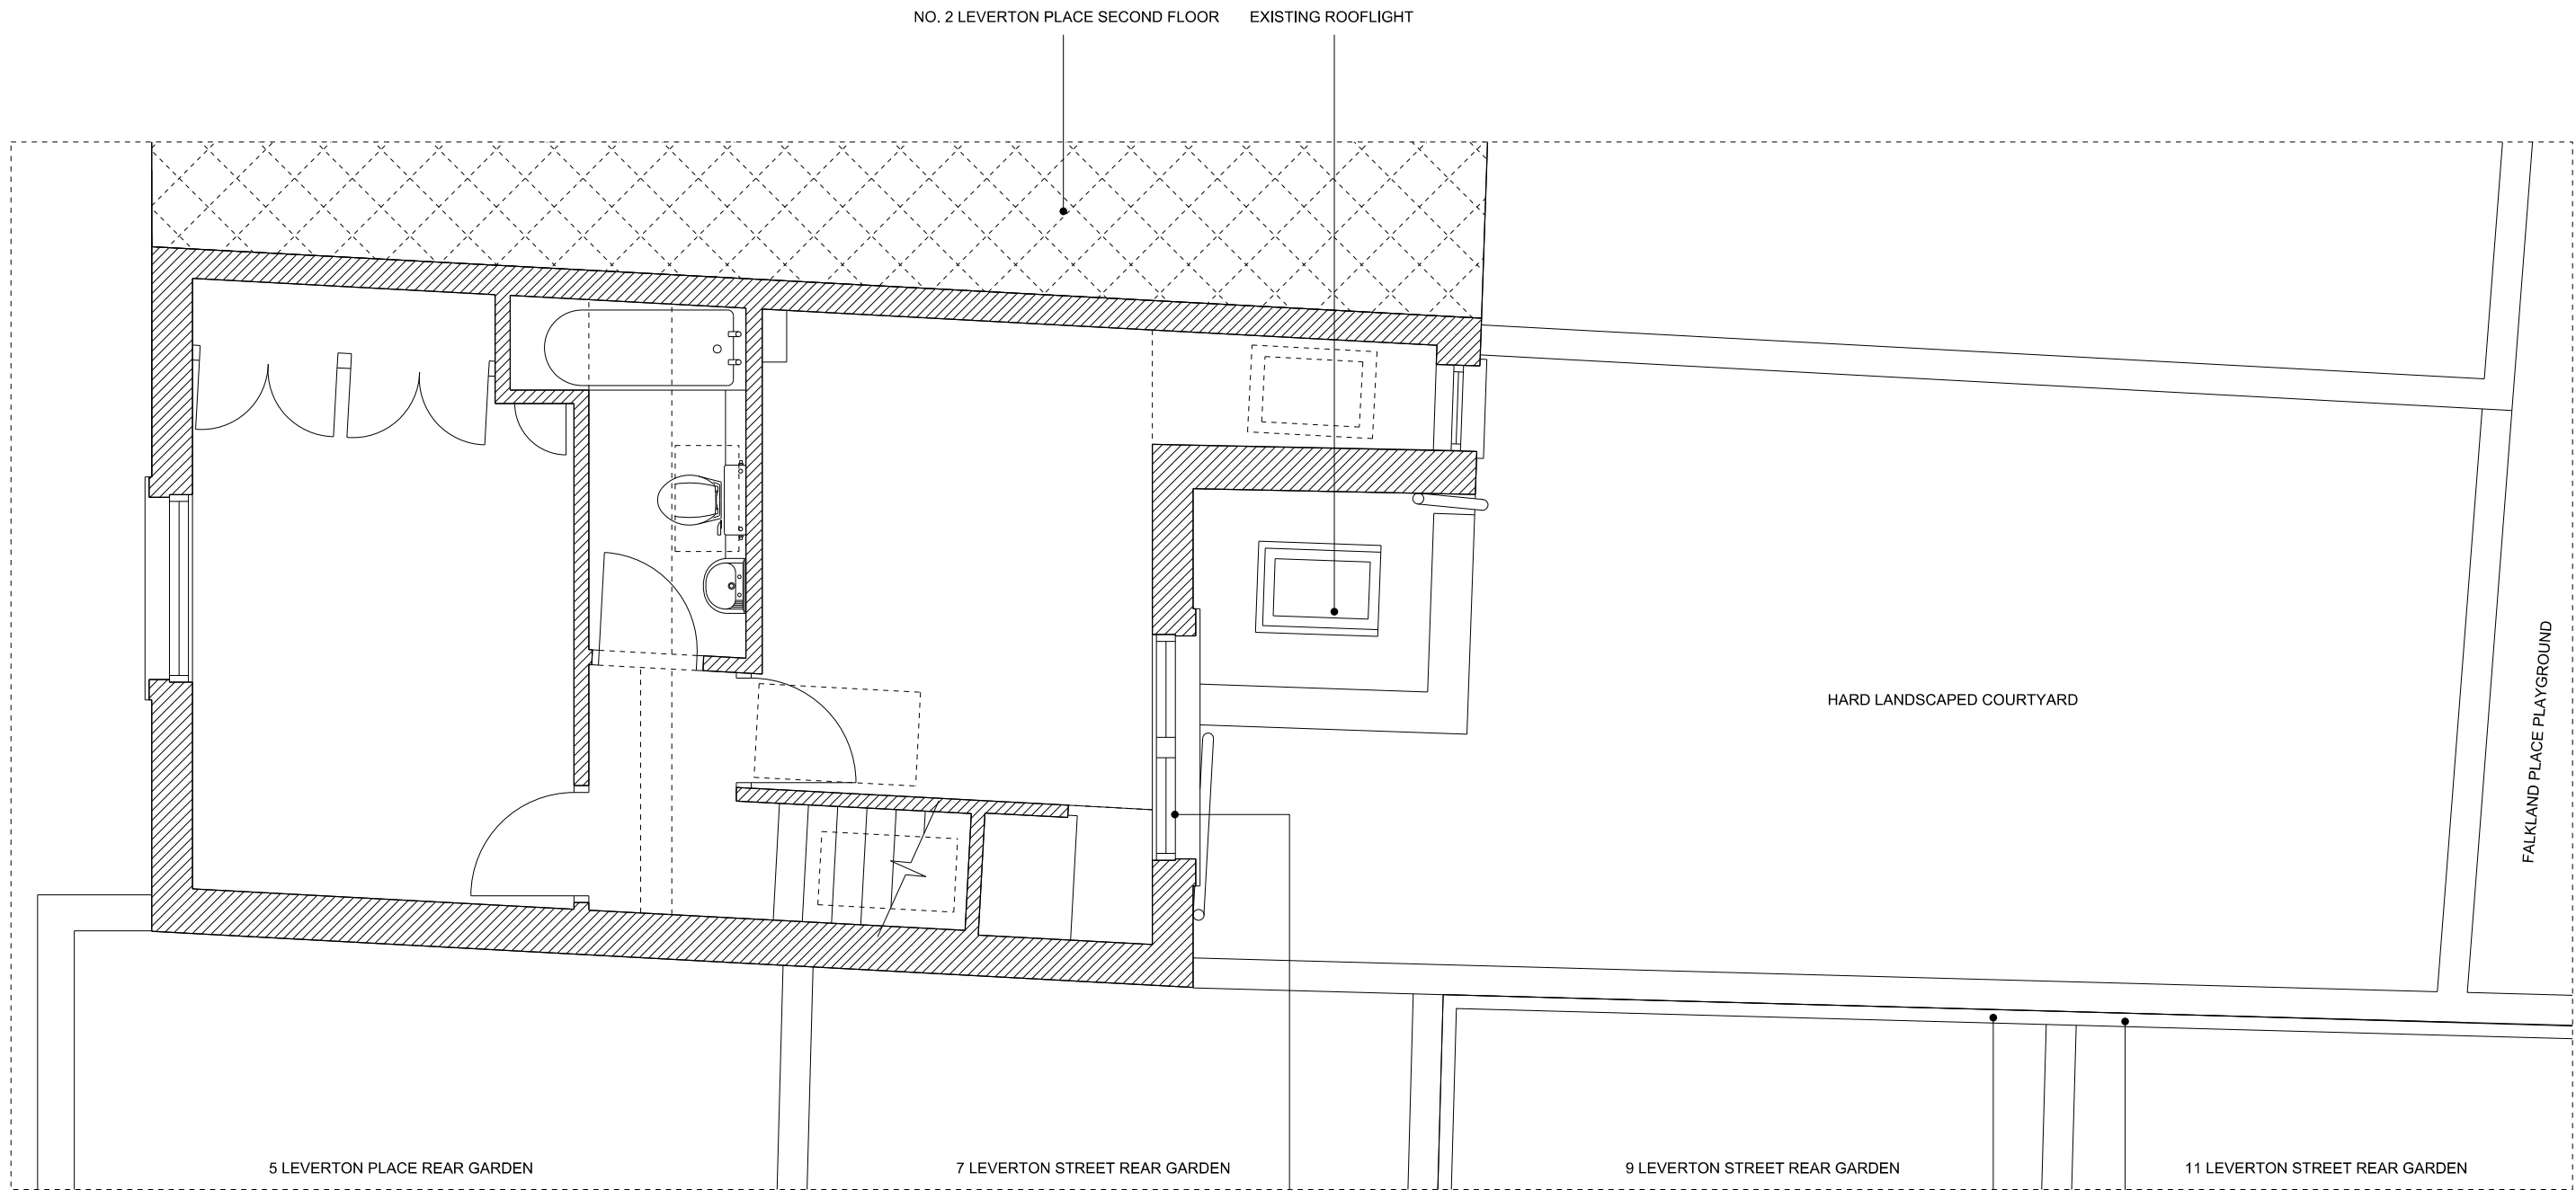 NO. 2 LEVERTON PLACE SECOND FLOOR
EXISTING ROOFLIGHT
HARD LANDSCAPED COURTYARD
FALKLAND PLACE PLAYGROUND
5 LEVERTON PLACE REAR GARDEN
7 LEVERTON STREET REAR GARDEN
9 LEVERTON STREET REAR GARDEN
11 LEVERTON STREET REAR GARDEN